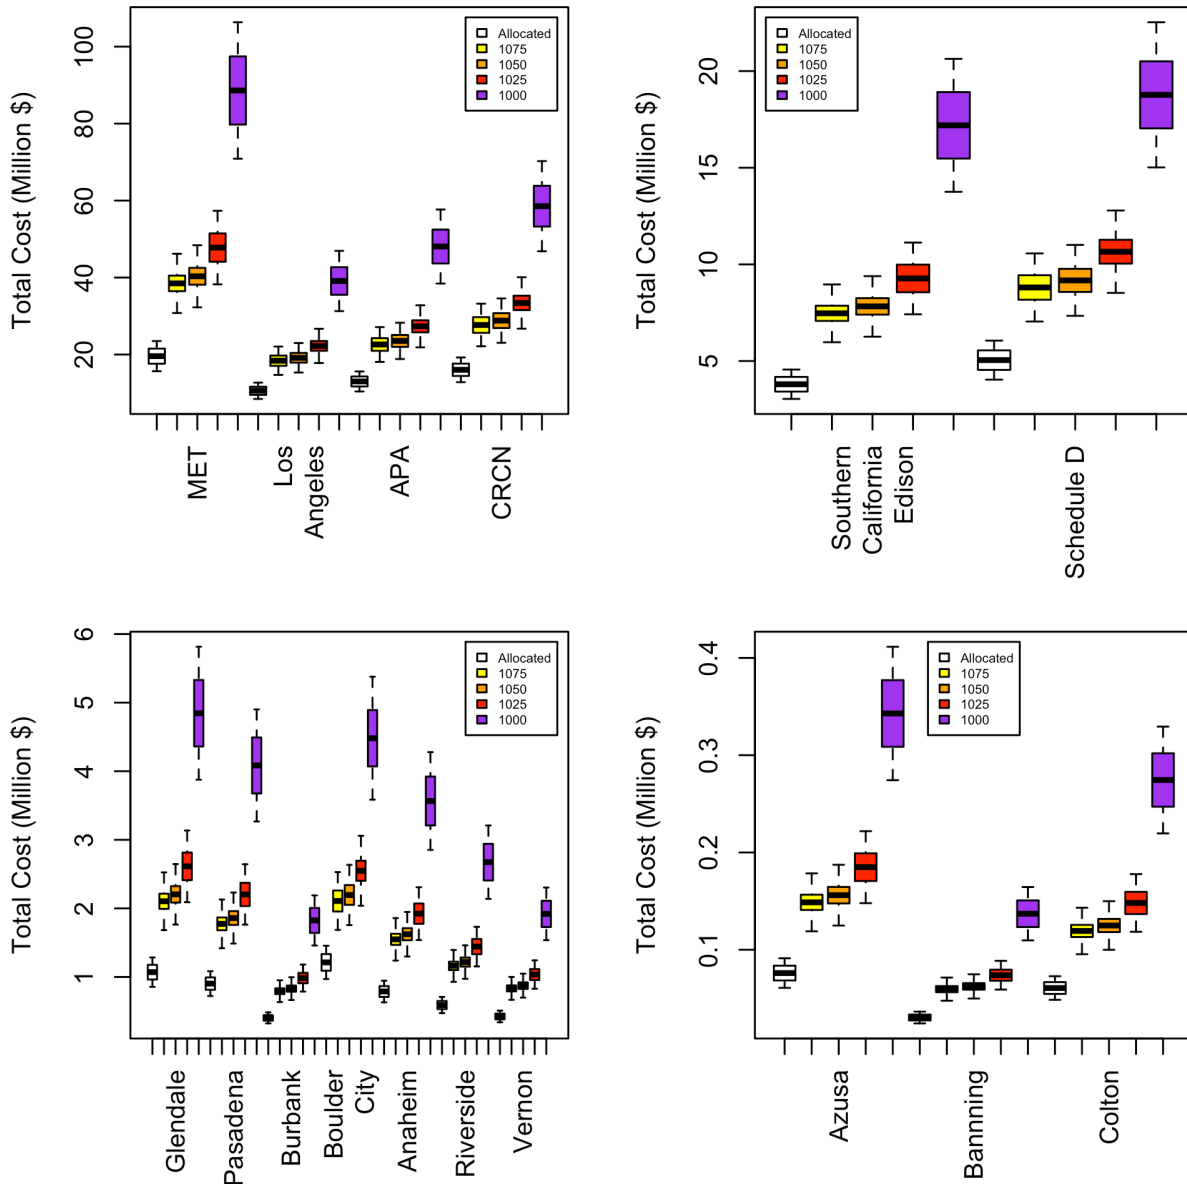 Total Cost (Million $)
100
80
60
40
20
Allocated
1075
1050
1025
1000
MET
Los
Angeles
APA
CRCN
Total Cost (Million $)
20
15
10
5
Allocated
1075
1050
1025
1000
Southern
California
Edison
Schedule D
Total Cost (Million $)
6
5
4
3
2
1
Allocated
1075
1050
1025
1000
Glendale
Pasadena
Burbank
Boulder
City
Anaheim
Riverside
Vernon
Total Cost (Million $)
0.4
0.3
0.2
0.1
Allocated
1075
1050
1025
1000
Azusa
Bannning
Colton